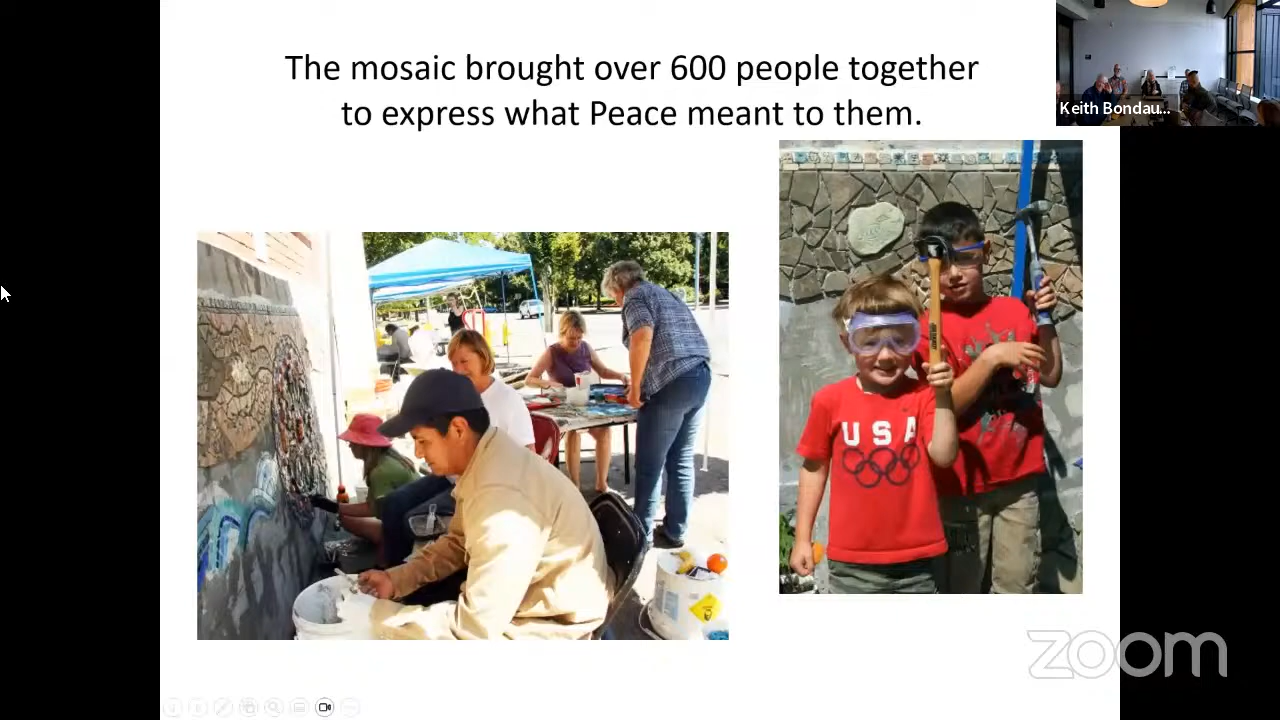 The mosaic brought over 600 people together
to express what Peace meant to them.
Keith Bondau...
USA
zoom